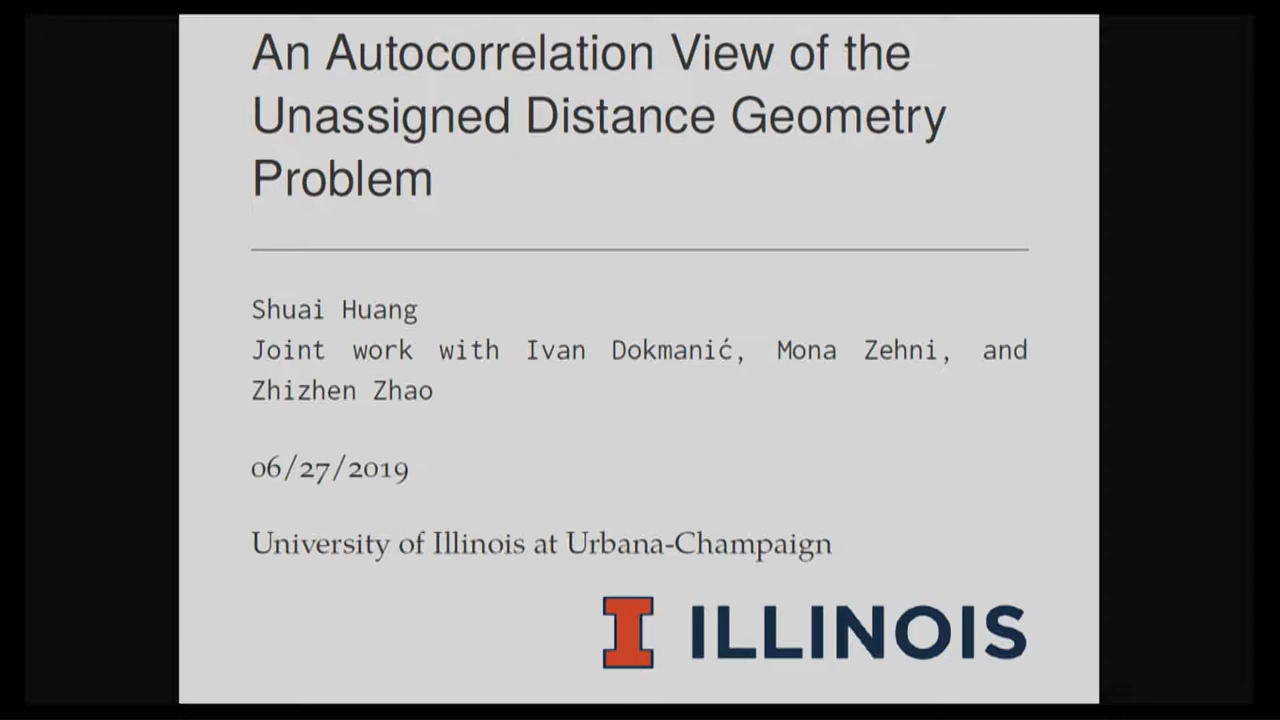 An Autocorrelation View of the
Unassigned Distance Geometry
Problem
Shuai Huang
Joint work with Ivan Dokmanić, Mona Zehni, and
Zhizhen Zhao
06/27/2019
University of Illinois at Urbana-Champaign
I ILLINOIS